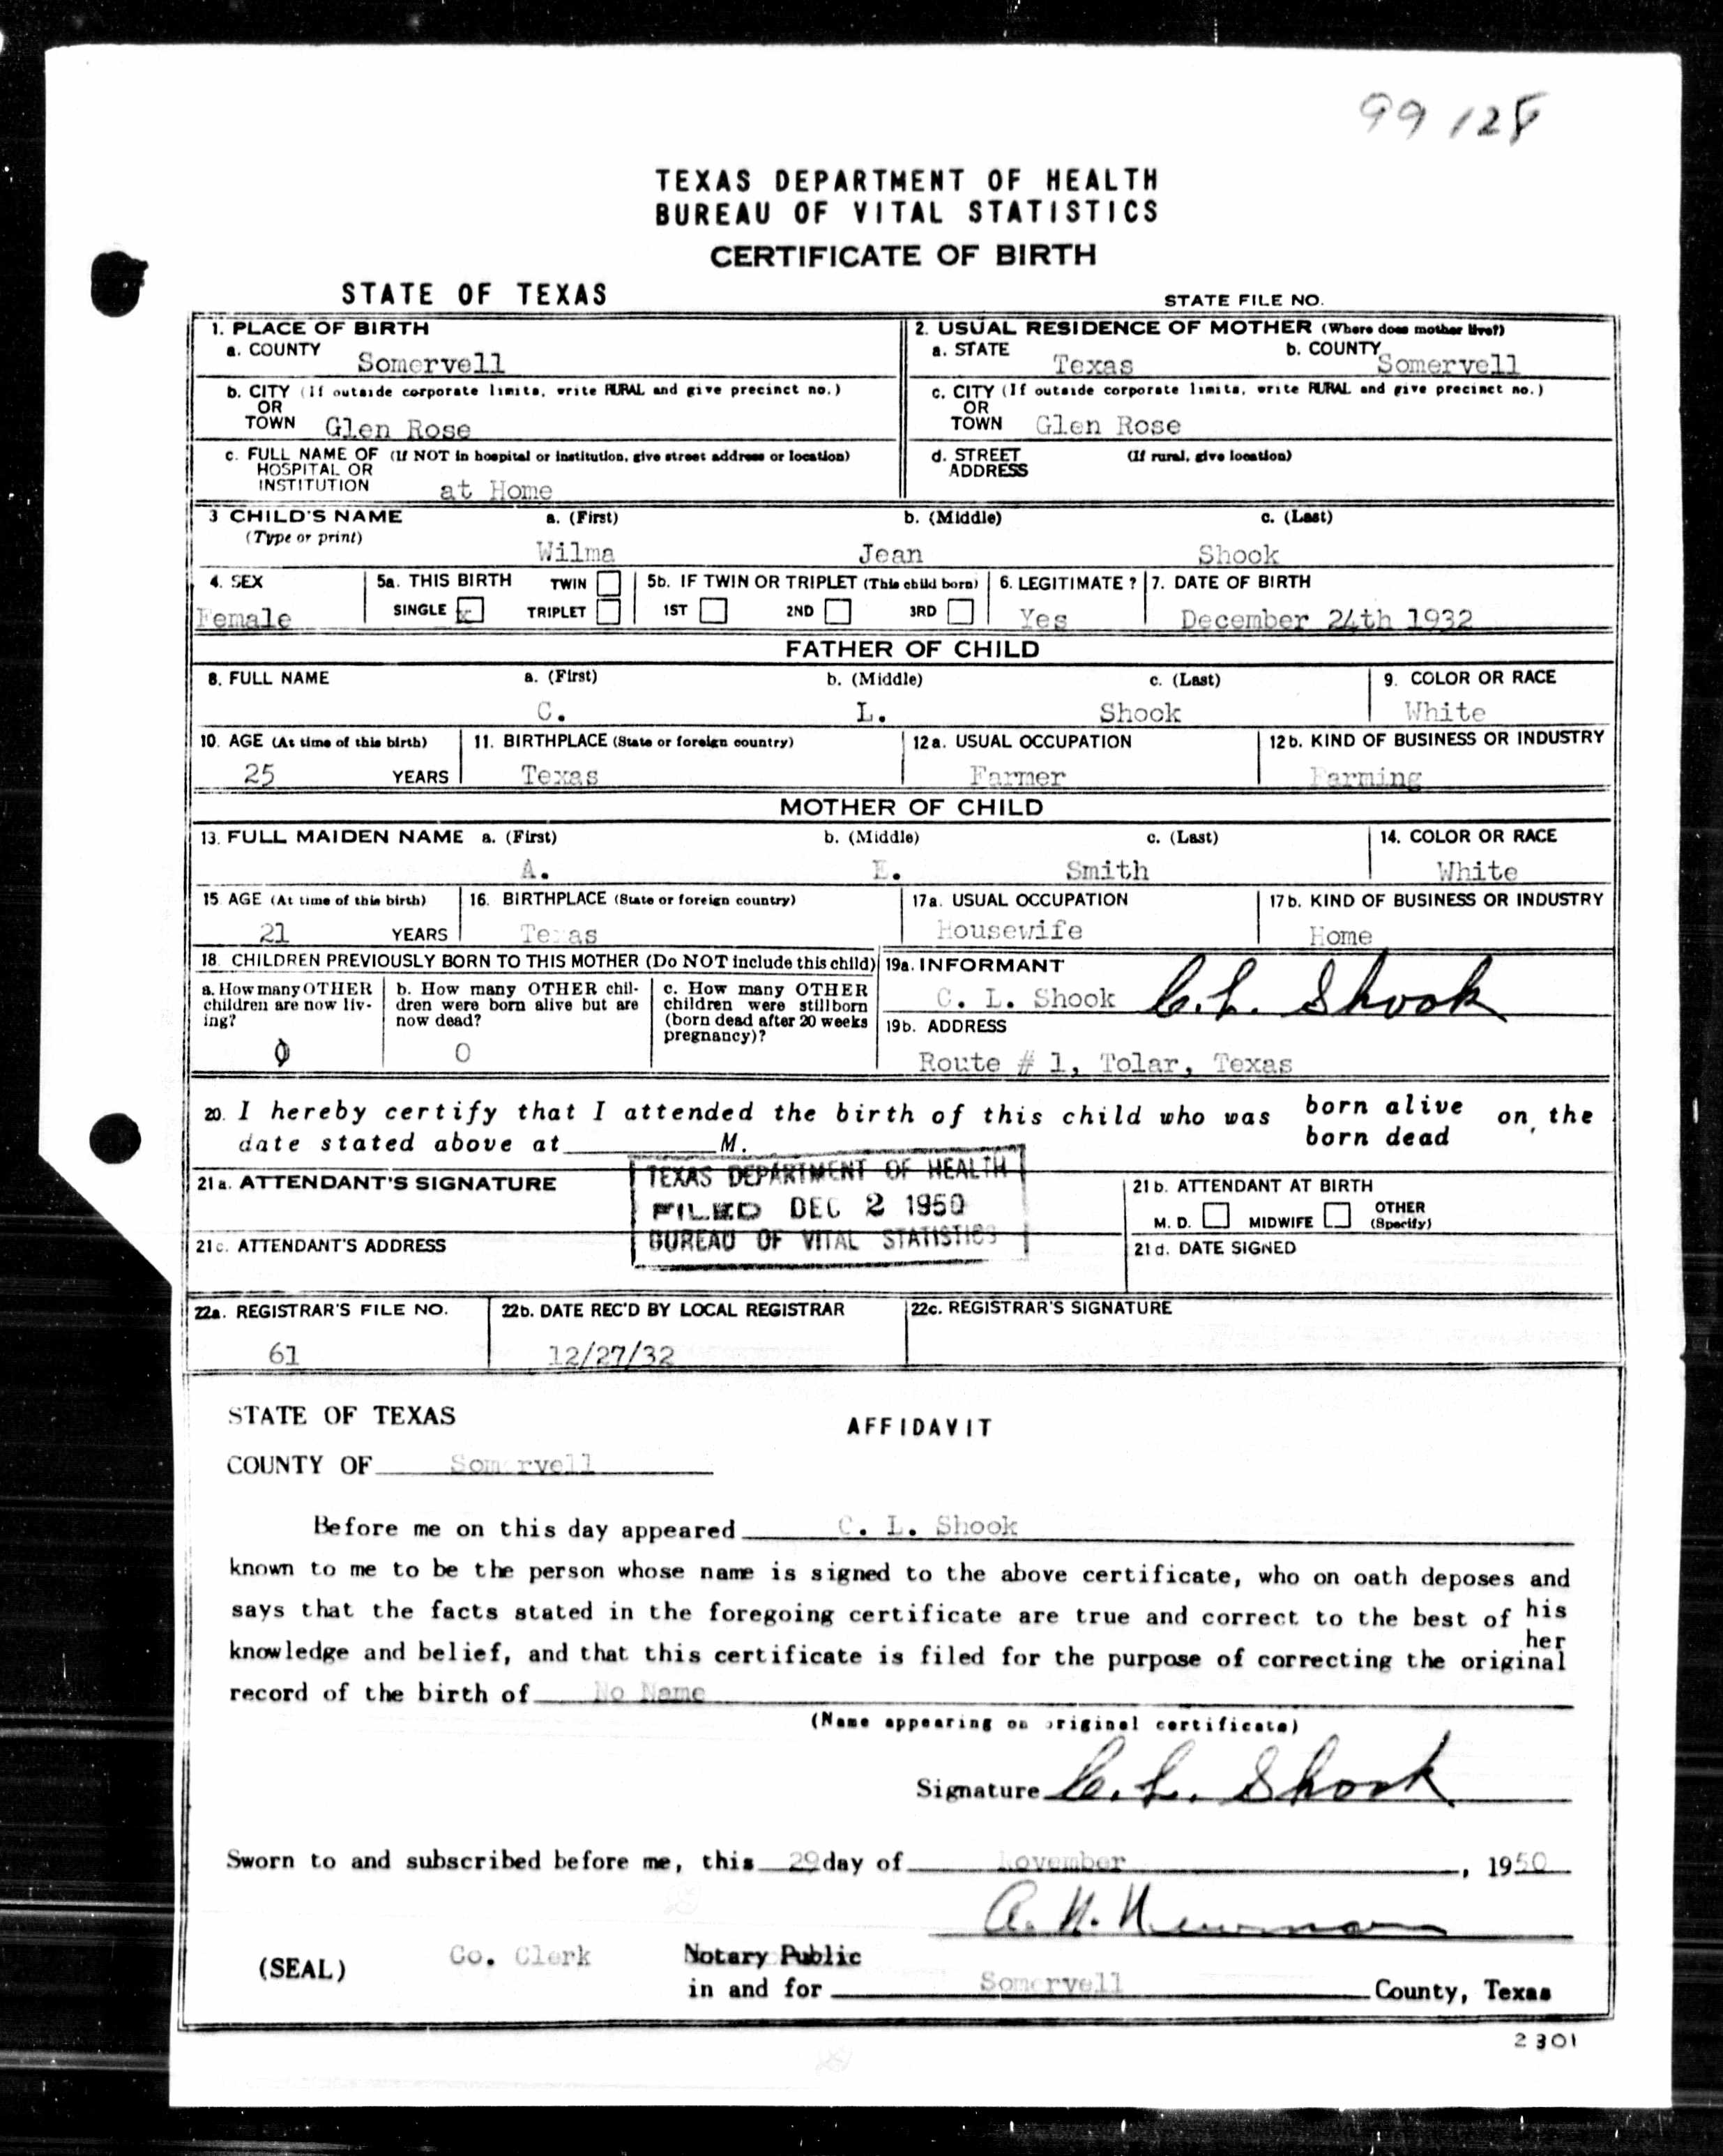 99 128
TEXAS DEPARTMENT OF HEALTH
BUREAU OF VITAL STATISTICS
CERTIFICATE OF BIRTH
STATE OF TEXAS
STATE FILE NO.
1. PLACE OF BIRTH
a. COUNTY Somervell
b. CITY (If outside corporate limits, write RURAL and give precinct no.)
OR
TOWN Glen Rose
c. FULL NAME OF (If NOT in hospital or institution, give street address or location)
HOSPITAL OR
INSTITUTION at Home
2. USUAL RESIDENCE OF MOTHER (Where does mother live?)
a. STATE Texas b. COUNTY Somervell
c. CITY (If outside corporate limits, write RURAL and give precinct no.)
OR
TOWN Glen Rose
d. STREET (If rural, give location)
ADDRESS
3 CHILD'S NAME a. (First) b. (Middle) c. (Last)
(Type or print)
Wilma Jean Shook
4. SEX
Female
5a. THIS BIRTH TWIN
SINGLE x TRIPLET
5b. IF TWIN OR TRIPLET (This child born)
1ST 2ND 3RD
6. LEGITIMATE ?
Yes
7. DATE OF BIRTH
December 24th 1932
FATHER OF CHILD
8. FULL NAME a. (First) b. (Middle) c. (Last)
C. L. Shook
9. COLOR OR RACE
White
10. AGE (At time of this birth)
25 YEARS
11. BIRTHPLACE (State or foreign country)
Texas
12a. USUAL OCCUPATION
Farmer
12b. KIND OF BUSINESS OR INDUSTRY
Farming
MOTHER OF CHILD
13. FULL MAIDEN NAME a. (First) b. (Middle) c. (Last)
A. E. Smith
14. COLOR OR RACE
White
15 AGE (At time of this birth)
21 YEARS
16. BIRTHPLACE (State or foreign country)
Texas
17a. USUAL OCCUPATION
Housewife
17b. KIND OF BUSINESS OR INDUSTRY
Home
18. CHILDREN PREVIOUSLY BORN TO THIS MOTHER (Do NOT include this child)
a. How many OTHER
children are now liv-
ing?
0
b. How many OTHER chil-
dren were born alive but are
now dead?
0
c. How many OTHER
children were stillborn
(born dead after 20 weeks
pregnancy)?
19a. INFORMANT
C. L. Shook C. L. Shook
19b. ADDRESS
Route # 1, Tolar, Texas
20. I hereby certify that I attended the birth of this child who was born alive on, the
date stated above at M. born dead
TEXAS DEPARTMENT OF HEALTH
FILED DEC 2 1950
BUREAU OF VITAL STATISTICS
21a. ATTENDANT'S SIGNATURE
21b. ATTENDANT AT BIRTH
M. D. MIDWIFE OTHER
(Specify)
21c. ATTENDANT'S ADDRESS
21d. DATE SIGNED
22a. REGISTRAR'S FILE NO.
61
22b. DATE REC'D BY LOCAL REGISTRAR
12/27/32
22c. REGISTRAR'S SIGNATURE
STATE OF TEXAS
AFFIDAVIT
COUNTY OF Somervell
Before me on this day appeared C. L. Shook
known to me to be the person whose name is signed to the above certificate, who on oath deposes and
says that the facts stated in the foregoing certificate are true and correct to the best of his
her
knowledge and belief, and that this certificate is filed for the purpose of correcting the original
record of the birth of No Name
(Name appearing on original certificate)
Signature C. L. Shook
Sworn to and subscribed before me, this 29 day of November, 1950
A. N. Newman
(SEAL) Co. Clerk Notary Public
in and for Somervell County, Texas
2301